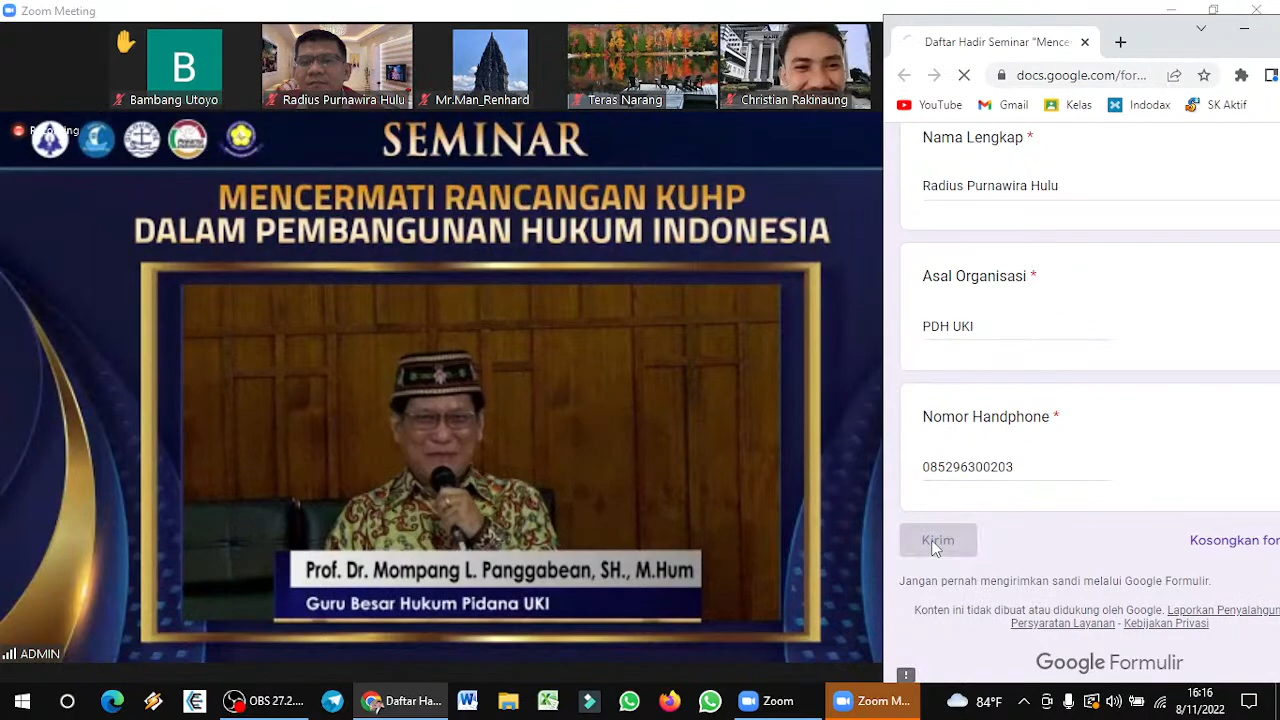 Zoom Meeting
B
Bambang Utoyo
Radius Purnawira Hulu
Mr.Man_Renhard
Teras Narang
Christian Rakinaung
SEMINAR
MENCERMATI RANCANGAN KUHP
DALAM PEMBANGUNAN HUKUM INDONESIA
Prof. Dr. Mompang L. Panggabean, SH., M.Hum
Guru Besar Hukum Pidana UKI
ADMIN
Daftar Hadir Seminar "Mence
docs.google.com/for...
YouTube
Gmail
Kelas
Indodax
SK Aktif
Nama Lengkap *
Radius Purnawira Hulu
Asal Organisasi *
PDH UKI
Nomor Handphone *
085296300203
Kirim
Kosongkan for
Jangan pernah mengirimkan sandi melalui Google Formulir.
Konten ini tidak dibuat atau didukung oleh Google. Laporkan Penyalahgun
Persyaratan Layanan - Kebijakan Privasi
Google Formulir
OBS 27.2....
Daftar Ha...
Zoom
Zoom M...
84°F
16:16
8/11/2022